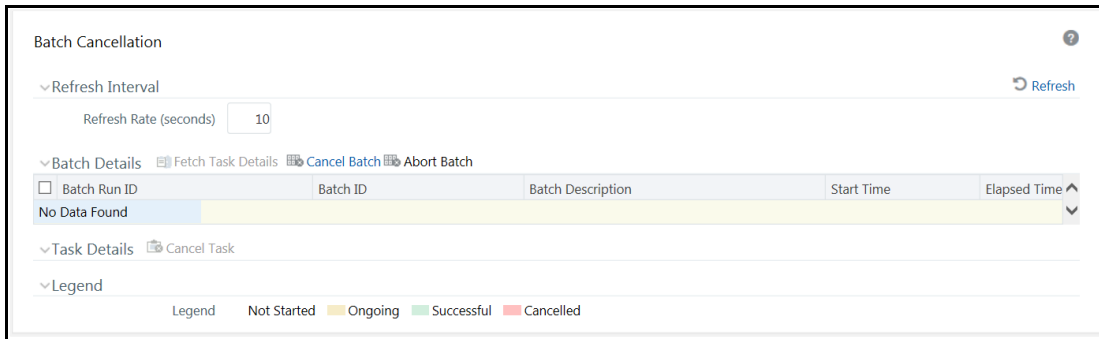 Batch Cancellation ?
Refresh Interval Refresh
Refresh Rate (seconds) 10
Batch Details Fetch Task Details Cancel Batch Abort Batch
Batch Run ID Batch ID Batch Description Start Time Elapsed Time
No Data Found
Task Details Cancel Task
Legend
Legend Not Started Ongoing Successful Cancelled